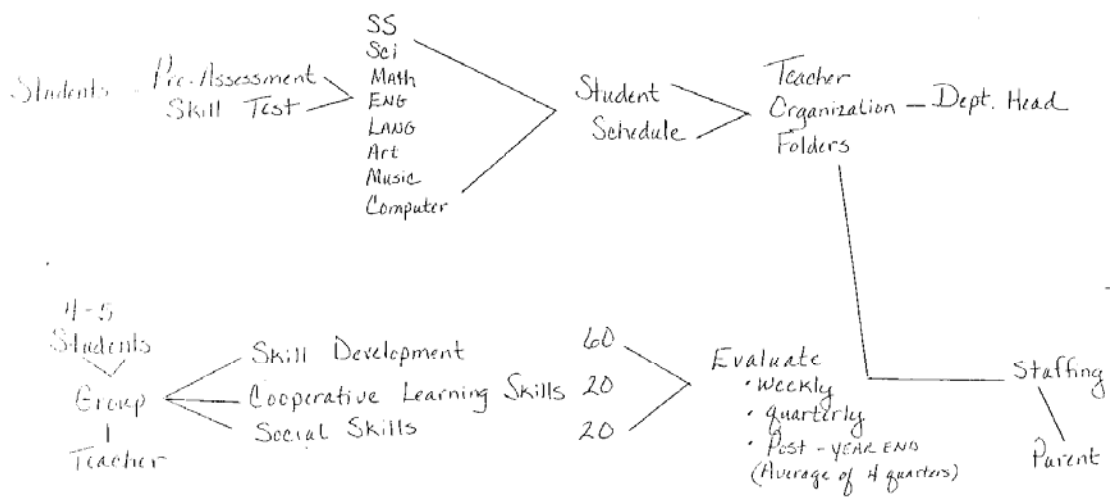 Students - Pre-Assessment
Skill Test
SS
Sci
Math
ENG
LANG
Art
Music
Computer
Student
Schedule
Teacher
Organization — Dept. Head
Folders
4-5
Students
Group
Teacher
Skill Development 60
Cooperative Learning Skills 20
Social Skills 20
Evaluate
• weekly
• quarterly
• Post - YEAR END
(Average of 4 quarters)
Staffing
Parent